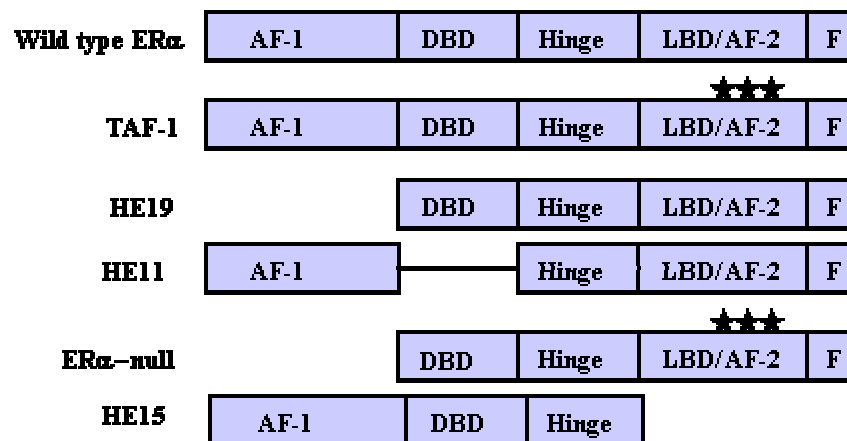 Wild type ERα AF-1 DBD Hinge LBD/AF-2 F
★★★
TAF-1 AF-1 DBD Hinge LBD/AF-2 F
HE19 DBD Hinge LBD/AF-2 F
HE11 AF-1 Hinge LBD/AF-2 F
★★★
ERα–null DBD Hinge LBD/AF-2 F
HE15 AF-1 DBD Hinge